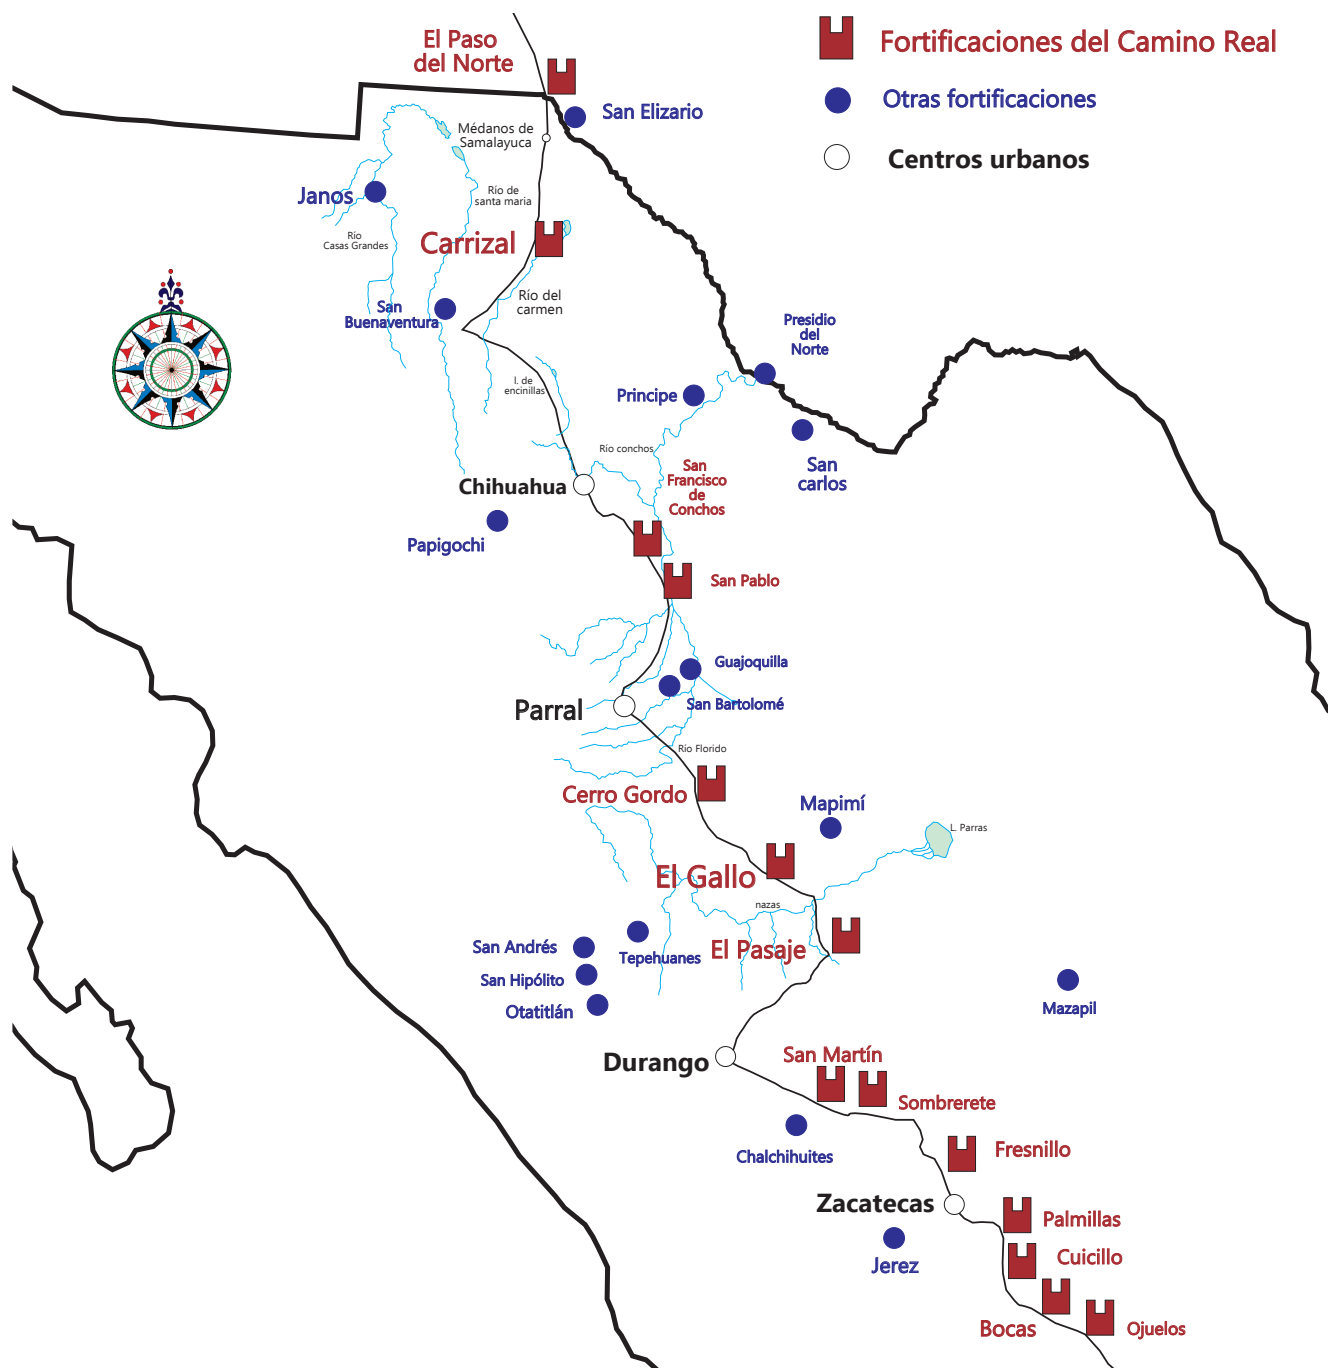 El Paso
del Norte
Fortificaciones del Camino Real
San Elizario
Otras fortificaciones
Médanos de
Samalayuca
Centros urbanos
Janos
Río de
santa maria
Río
Casas Grandes
Carrizal
Río del
carmen
San
Buenaventura
Presidio
del
Norte
l. de
encinillas
Principe
Río conchos
San
carlos
San
Francisco
de
Conchos
Chihuahua
Papigochi
San Pablo
Guajoquilla
San Bartolomé
Parral
Río Florido
Cerro Gordo
Mapimí
L. Parras
El Gallo
nazas
El Pasaje
San Andrés
Tepehuanes
San Hipólito
Otatitlán
Mazapil
Durango
San Martín
Sombrerete
Chalchihuites
Fresnillo
Zacatecas
Palmillas
Cuicillo
Jerez
Bocas
Ojuelos